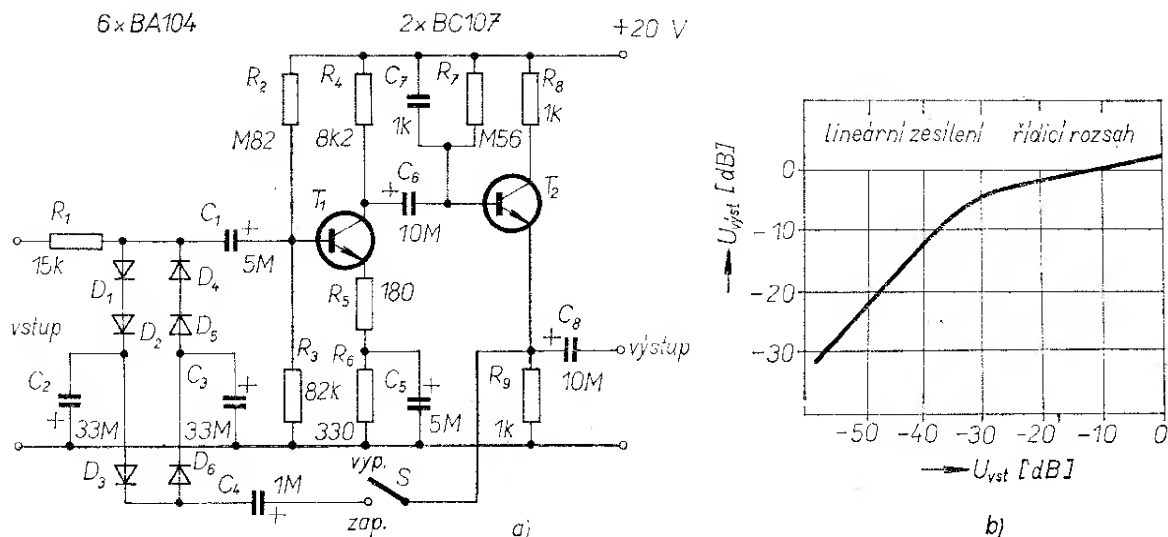 6×BA104
2×BC107
+20 V
R₂
R₄
C₇
R₇
R₈
1k
1k
M82
8k2
M56
C₆
T₁
T₂
R₁
C₁
10M
15k
5M
D₁
D₄
R₅
180
vstup
D₂
D₅
C₈
výstup
R₃
R₆
C₂
C₃
C₅
R₉
10M
82k
33M
33M
330
5M
1k
D₃
D₆
vyp.
C₄
1M
S
zap.
a)
lineární zesílení
řídicí rozsah
U výst [dB]
0
-10
-20
-30
-50
-40
-30
-20
-10
0
U vst [dB]
b)